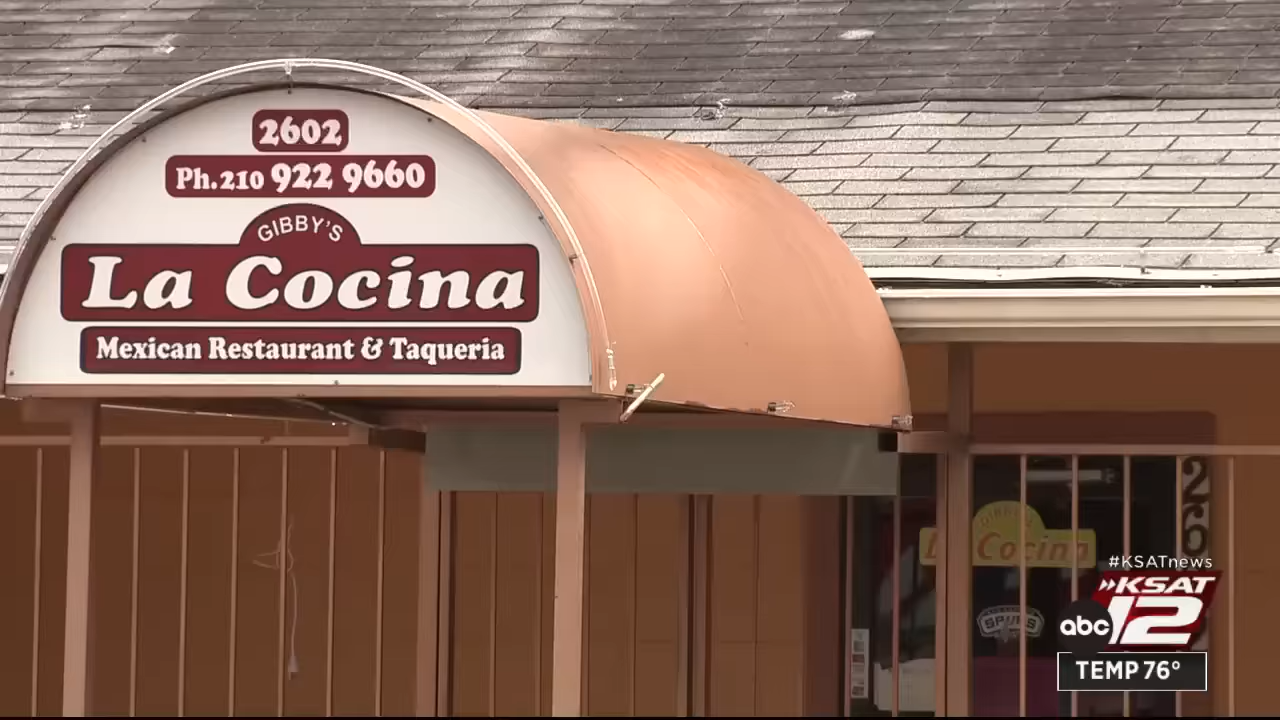 2602
Ph.210 922 9660
GIBBY'S
La Cocina
Mexican Restaurant & Taqueria
La Cocina
SPURS
#KSATnews
KSAT
abc 12
TEMP 76°